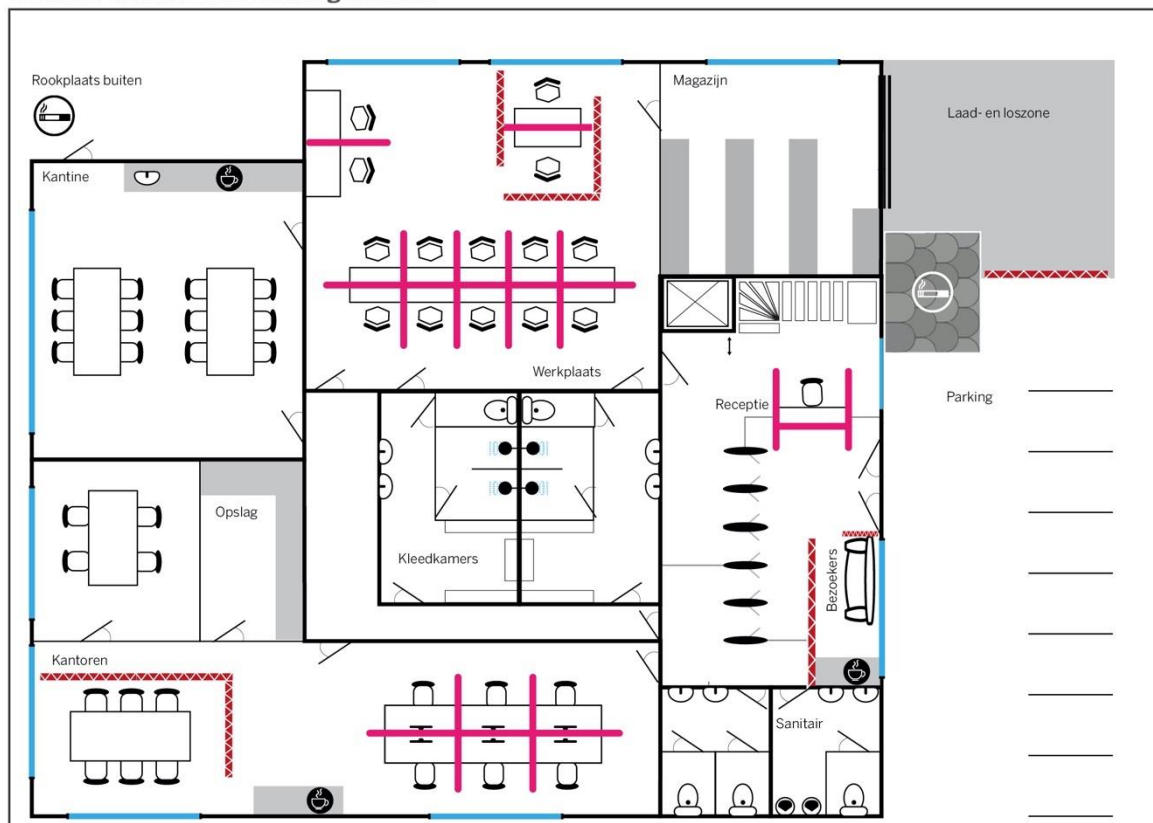 Rookplaats buiten
Magazijn
Laad- en loszone
Kantine
Werkplaats
Receptie
Parking
Opslag
Kleedkamers
Bezoekers
Kantoren
Sanitair